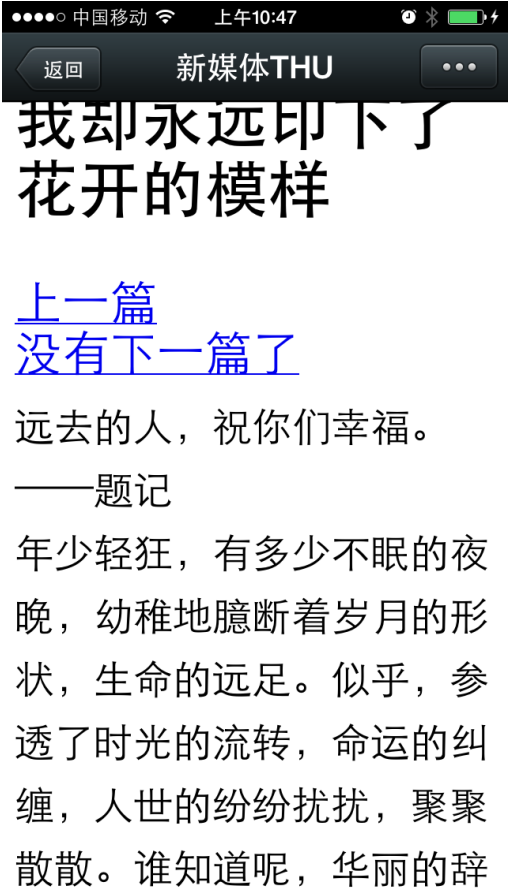 中国移动 上午10:47
返回 新媒体THU
我却永远印下了
花开的模样
上一篇
没有下一篇了
远去的人，祝你们幸福。
——题记
年少轻狂，有多少不眠的夜
晚，幼稚地臆断着岁月的形
状，生命的远足。似乎，参
透了时光的流转，命运的纠
缠，人世的纷纷扰扰，聚聚
散散。谁知道呢，华丽的辞